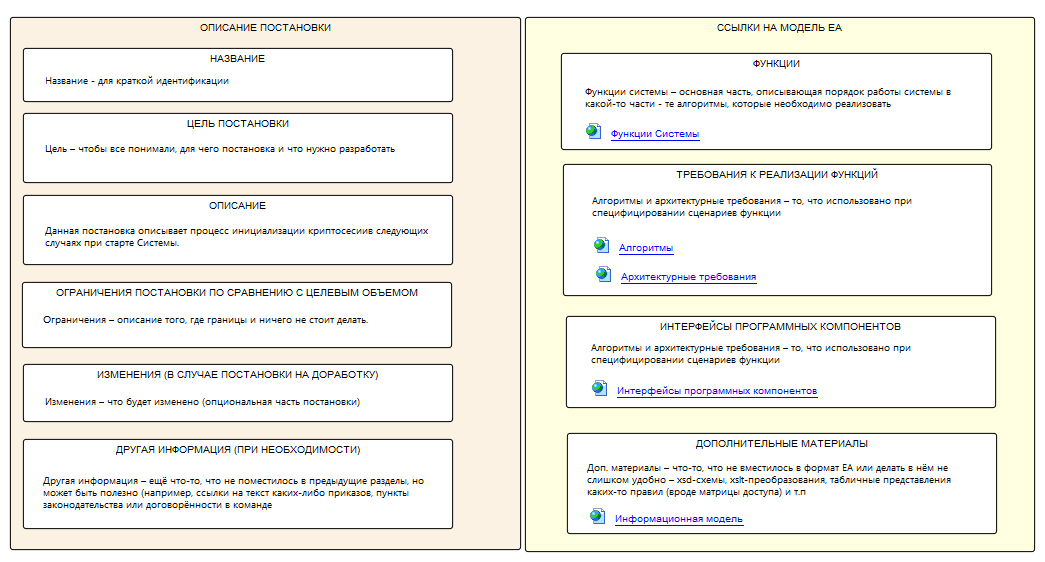 ОПИСАНИЕ ПОСТАНОВКИ
НАЗВАНИЕ
Название - для краткой идентификации
ЦЕЛЬ ПОСТАНОВКИ
Цель – чтобы все понимали, для чего постановка и что нужно разработать
ОПИСАНИЕ
Данная постановка описывает процесс инициализации криптосесиив следующих
случаях при старте Системы.
ОГРАНИЧЕНИЯ ПОСТАНОВКИ ПО СРАВНЕНИЮ С ЦЕЛЕВЫМ ОБЪЕМОМ
Ограничения – описание того, где границы и ничего не стоит делать.
ИЗМЕНЕНИЯ (В СЛУЧАЕ ПОСТАНОВКИ НА ДОРАБОТКУ)
Изменения – что будет изменено (опциональная часть постановки)
ДРУГАЯ ИНФОРМАЦИЯ (ПРИ НЕОБХОДИМОСТИ)
Другая информация – ещё что-то, что не поместилось в предыдущие разделы, но
может быть полезно (например, ссылки на текст каких-либо приказов, пункты
законодательства или договорённости в команде
ССЫЛКИ НА МОДЕЛЬ EA
ФУНКЦИИ
Функции системы – основная часть, описывающая порядок работы системы в
какой-то части - те алгоритмы, которые необходимо реализовать
Функции Системы
ТРЕБОВАНИЯ К РЕАЛИЗАЦИИ ФУНКЦИЙ
Алгоритмы и архитектурные требования – то, что использовано при
специфицировании сценариев функции
Алгоритмы
Архитектурные требования
ИНТЕРФЕЙСЫ ПРОГРАММНЫХ КОМПОНЕНТОВ
Алгоритмы и архитектурные требования – то, что использовано при
специфицировании сценариев функции
Интерфейсы программных компонентов
ДОПОЛНИТЕЛЬНЫЕ МАТЕРИАЛЫ
Доп. материалы – что-то, что не вместилось в формат EA или делать в нём не
слишком удобно – xsd-схемы, xslt-преобразования, табличные представления
каких-то правил (вроде матрицы доступа) и т.п
Информационная модель